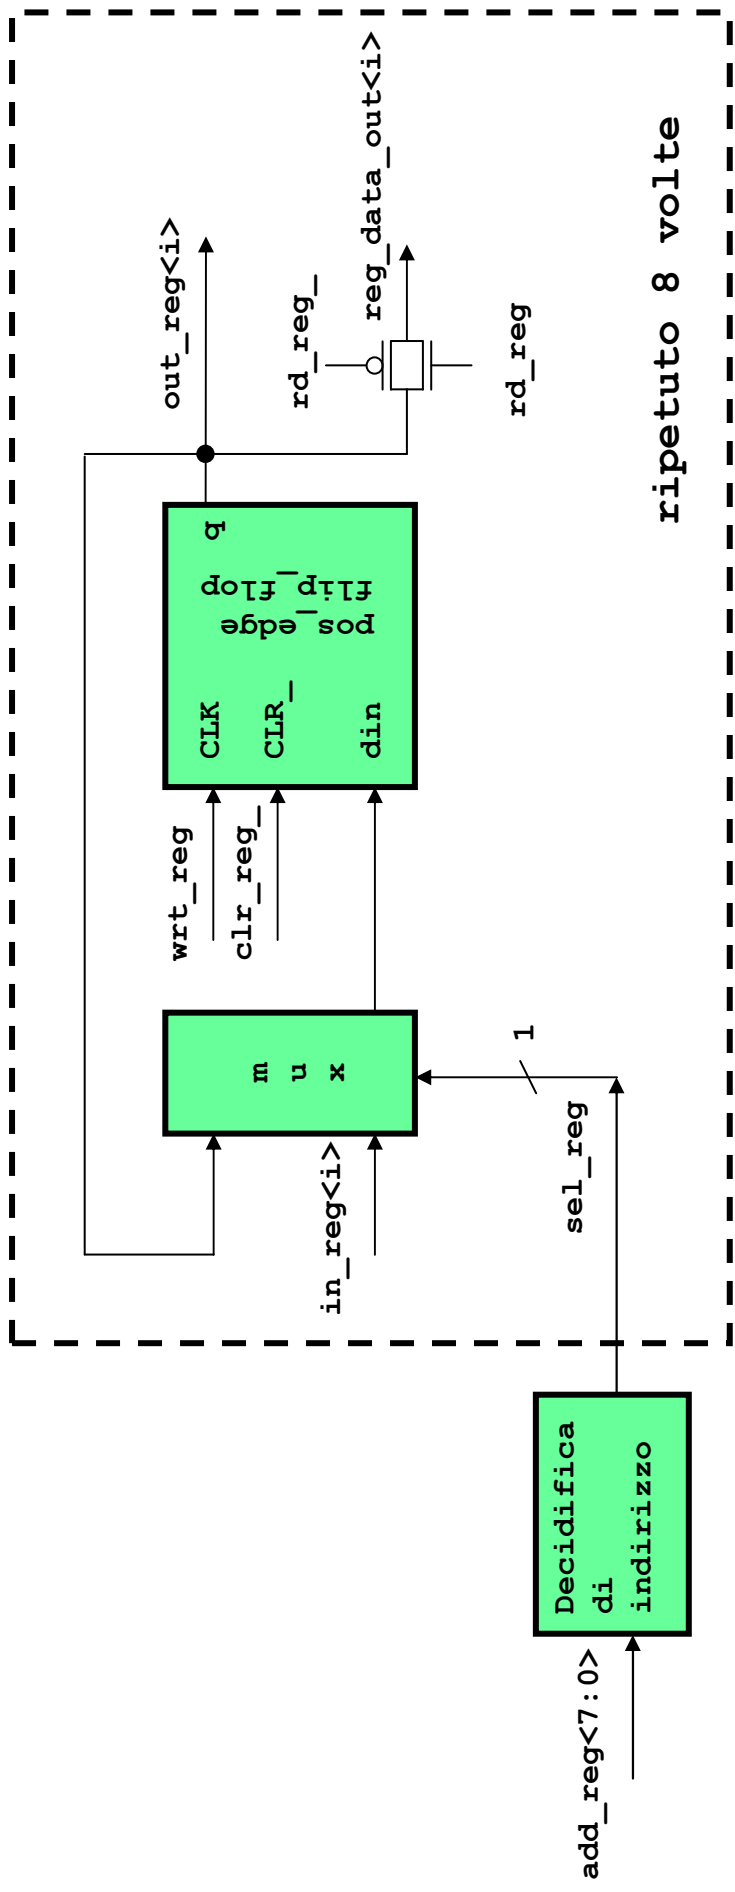 out_reg<i>
rd_reg_
reg_data_out<i>
rd_reg
ripetuto 8 volte
q
pos_edge
flip_flop
CLK
CLR_
din
wrt_reg
clr_reg_
m
u
x
in_reg<i>
sel_reg
1
Decidifica
di
indirizzo
add_reg<7:0>